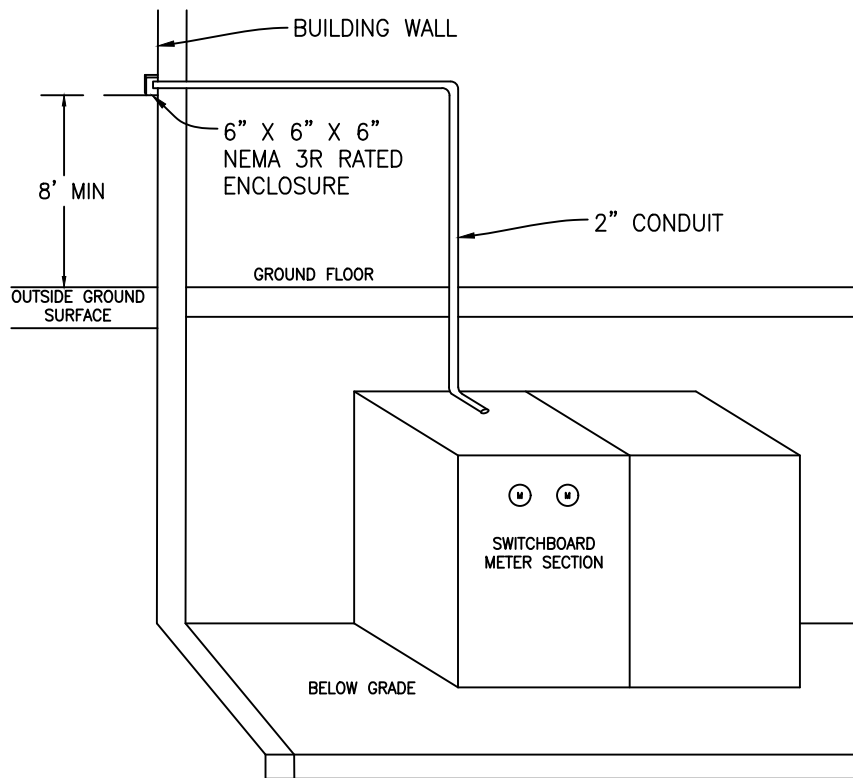 BUILDING WALL
6” X 6” X 6”
NEMA 3R RATED
ENCLOSURE
8’ MIN
2” CONDUIT
GROUND FLOOR
OUTSIDE GROUND
SURFACE
M M
SWITCHBOARD
METER SECTION
BELOW GRADE